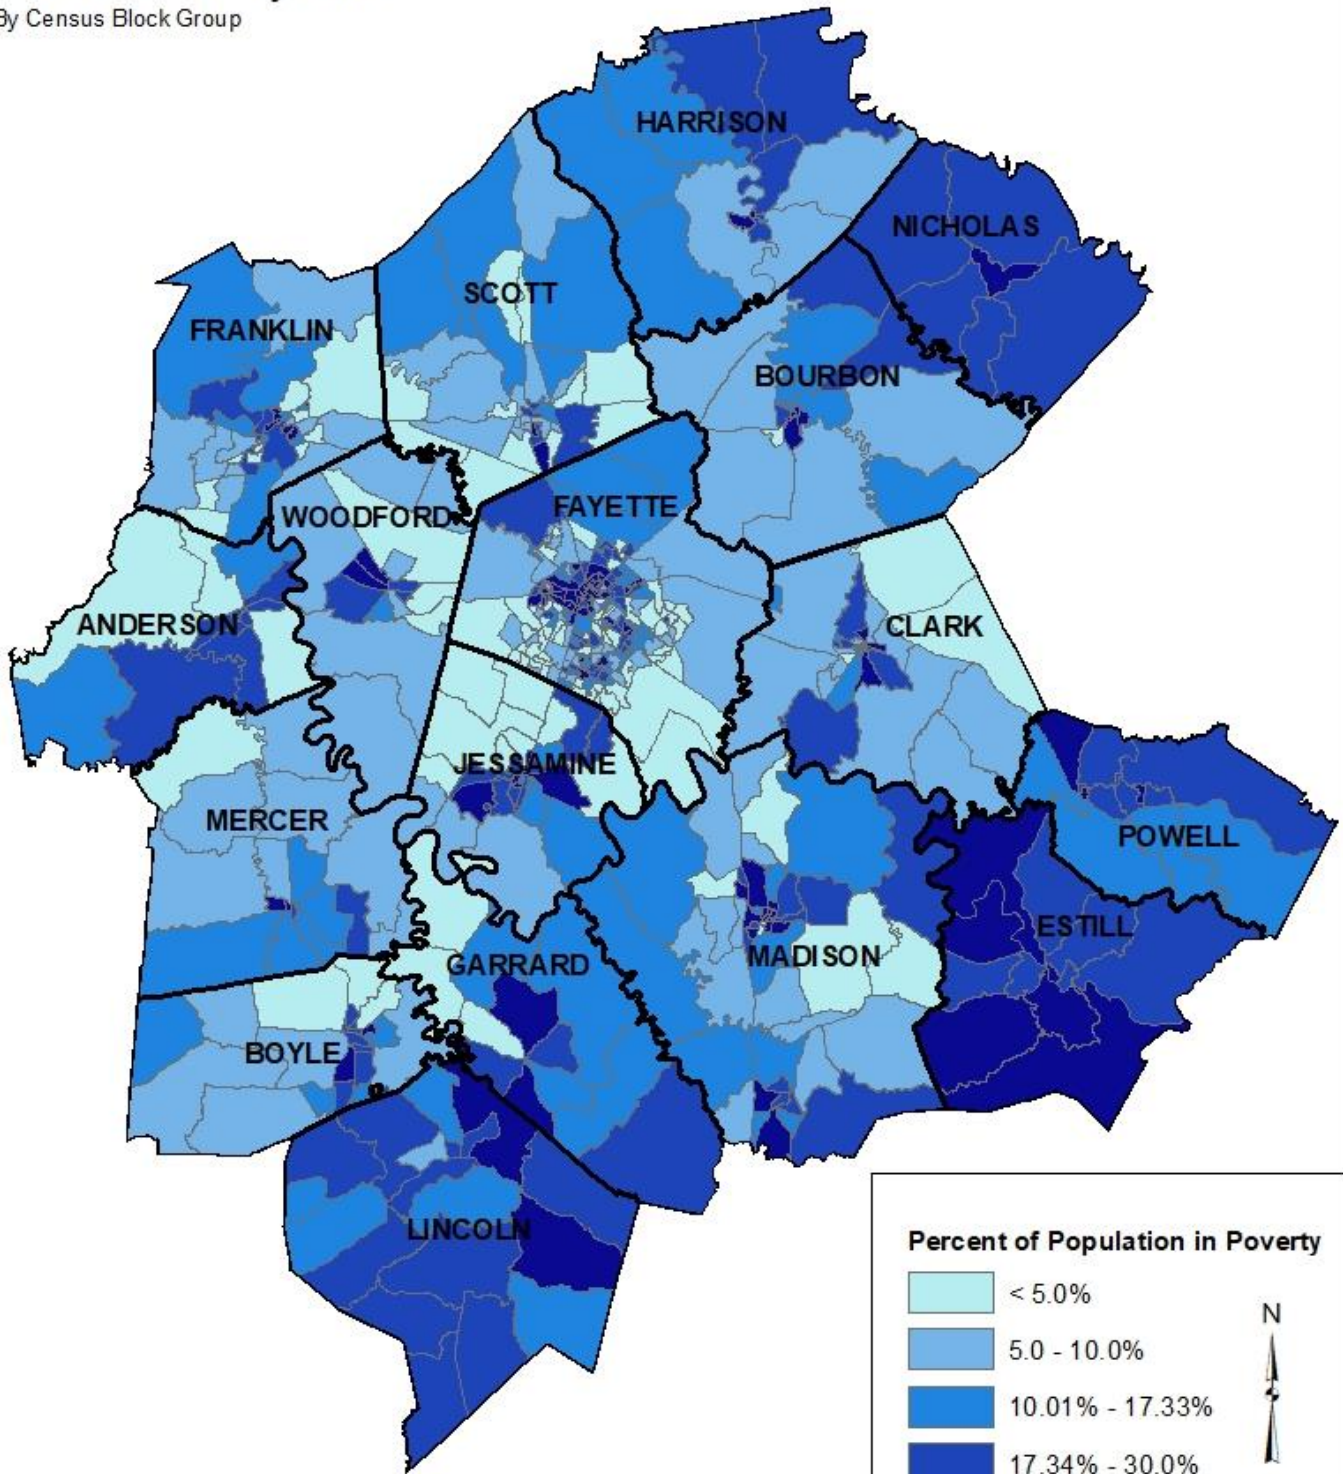 By Census Block Group
HARRISON
NICHOLAS
SCOTT
FRANKLIN
BOURBON
FAYETTE
WOODFORD
ANDERSON
CLARK
JESSAMINE
MERCER
POWELL
ESTILL
MADISON
GARRARD
BOYLE
LINCOLN
Percent of Population in Poverty
< 5.0%
5.0 - 10.0%
10.01% - 17.33%
17.34% - 30.0%
N